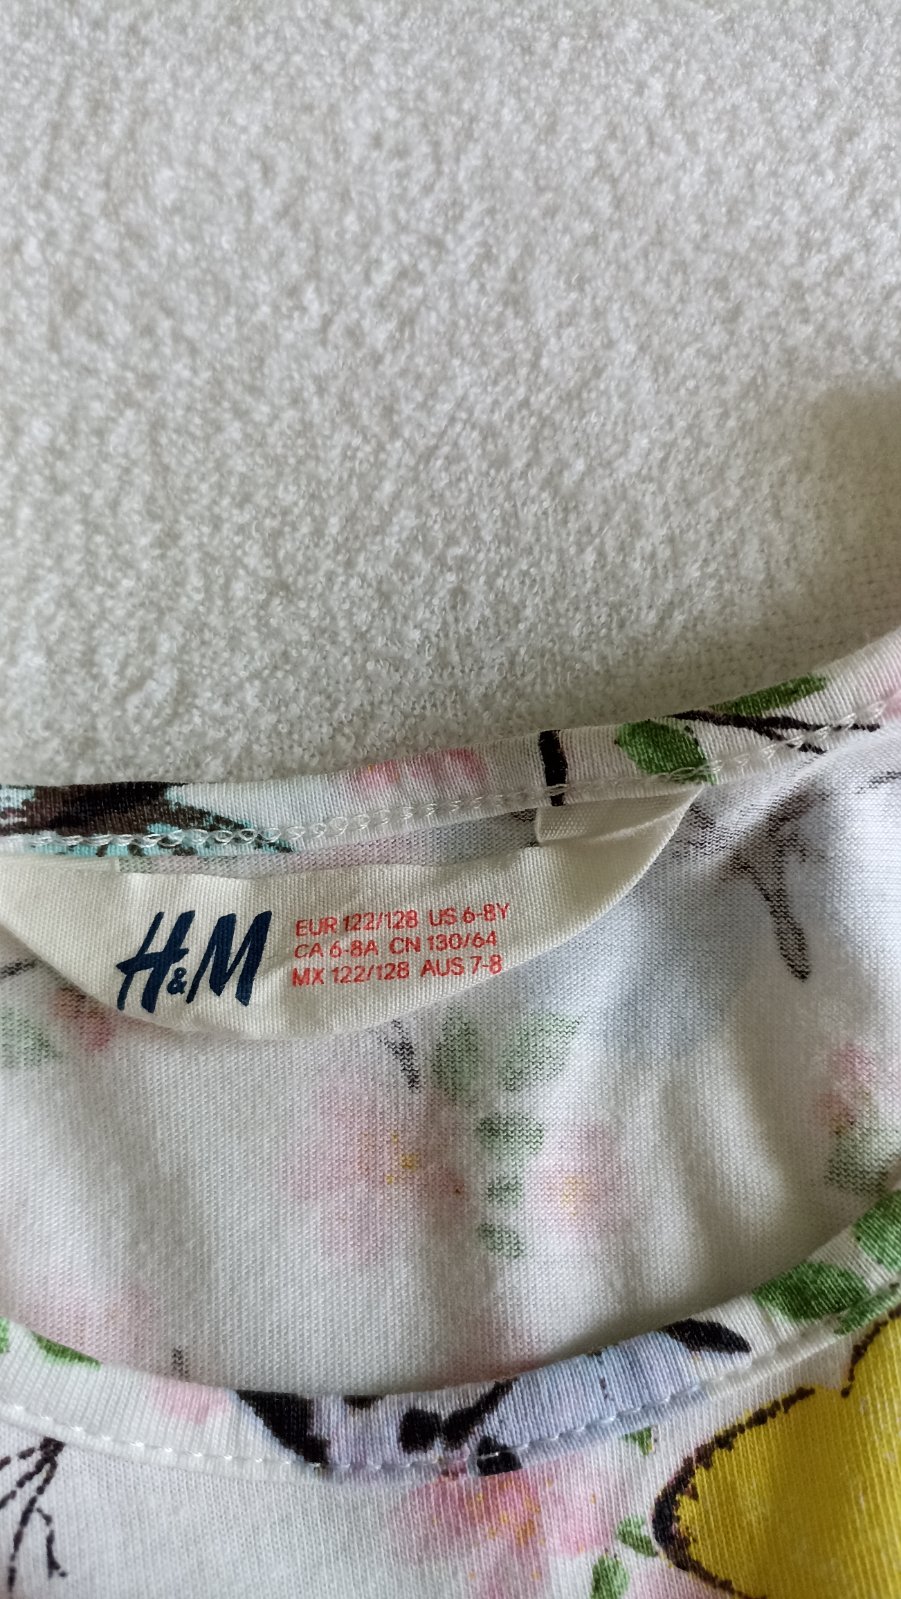 H&M
EUR 122/128 US 6-8Y
CA 6-8A CN 130/64
MX 122/128 AUS 7-8